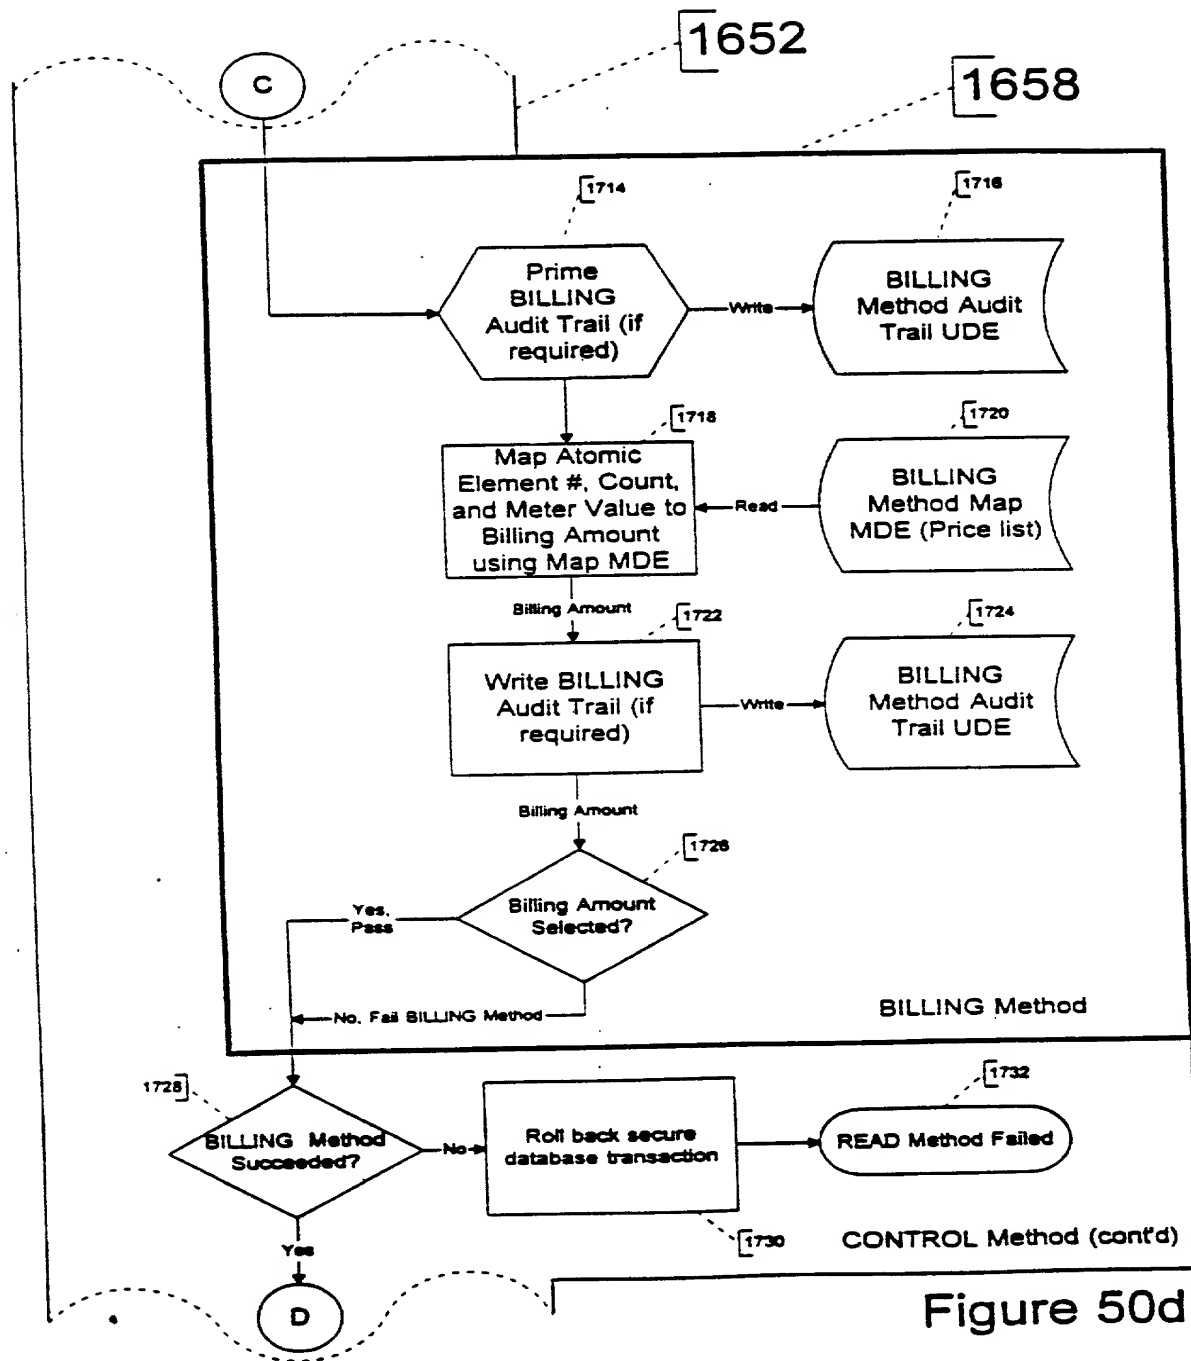 1652
C
1658
1714
1716
Prime
BILLING
Audit Trail (if
required)
Write
BILLING
Method Audit
Trail UDE
1718
1720
Map Atomic
Element #, Count,
and Meter Value to
Billing Amount
using Map MDE
Read
BILLING
Method Map
MDE (Price list)
Billing Amount
1722
1724
Write BILLING
Audit Trail (if
required)
Write
BILLING
Method Audit
Trail UDE
Billing Amount
1726
Yes,
Pass
Billing Amount
Selected?
No, Fail BILLING Method
BILLING Method
1728
1732
BILLING Method
Succeeded?
No
Roll back secure
database transaction
READ Method Failed
Yes
1730
CONTROL Method (cont'd)
D
Figure 50d